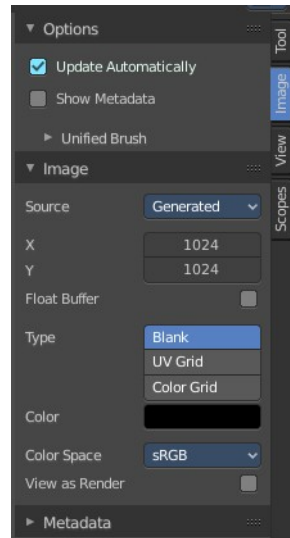 Options
Tool
Update Automatically
Show Metadata
Image
Unified Brush
View
Image
Scopes
Source Generated
X 1024
Y 1024
Float Buffer
Type Blank
UV Grid
Color Grid
Color
Color Space sRGB
View as Render
Metadata